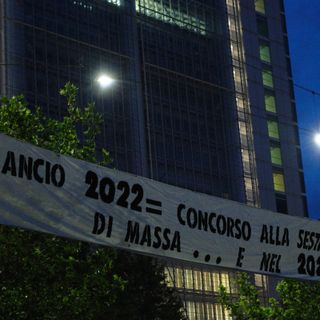 ANCIO 2022= CONCORSO ALLA SEST
DI MASSA ... E NEL 202